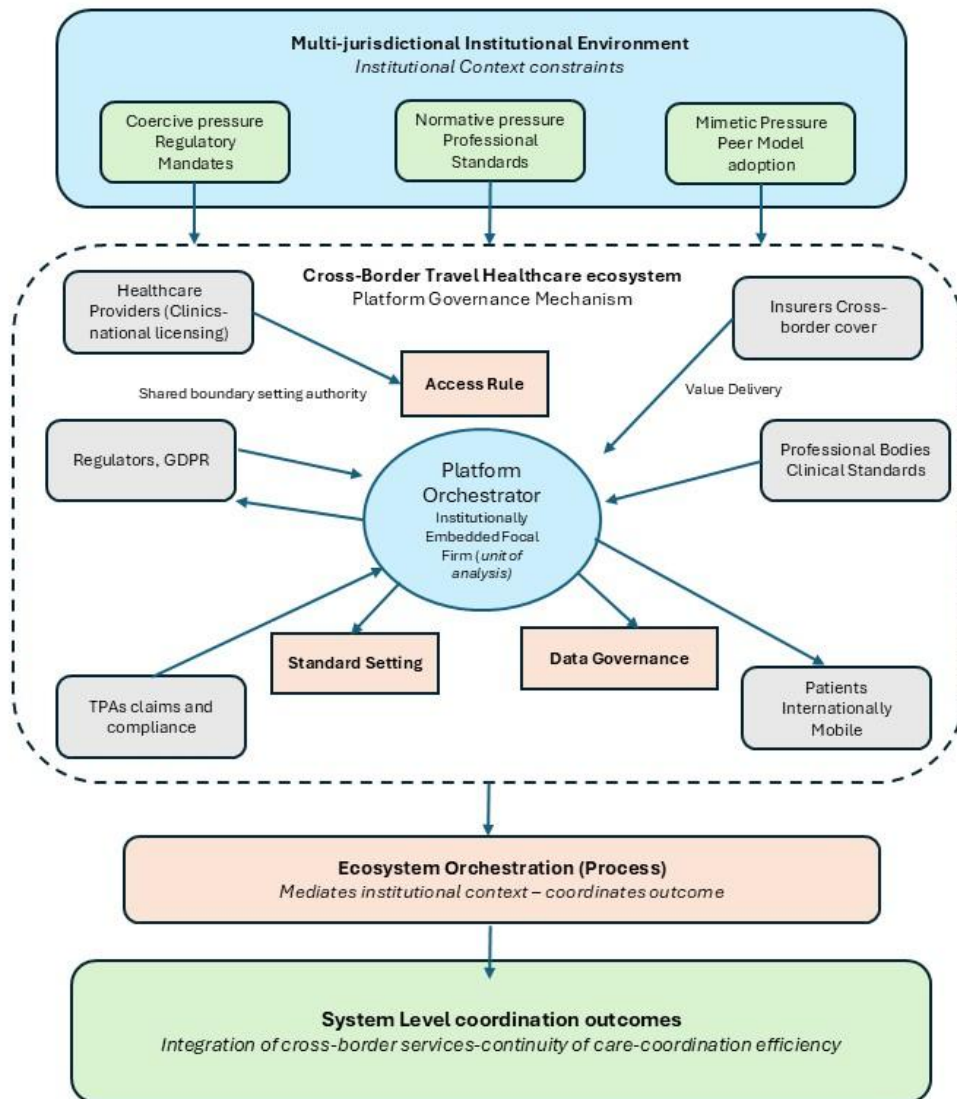 Multi-jurisdictional Institutional Environment
Institutional Context constraints
Coercive pressure
Regulatory
Mandates
Normative pressure
Professional
Standards
Mimetic Pressure
Peer Model
adoption
Cross-Border Travel Healthcare ecosystem
Platform Governance Mechanism
Healthcare
Providers (Clinics-
national licensing)
Insurers Cross-
border cover
Access Rule
Shared boundary setting authority
Value Delivery
Regulators, GDPR
Platform
Orchestrator
Institutionally
Embedded Focal
Firm (unit of
analysis)
Professional Bodies
Clinical Standards
Standard Setting
Data Governance
TPAs claims and
compliance
Patients
Internationally
Mobile
Ecosystem Orchestration (Process)
Mediates institutional context – coordinates outcome
System Level coordination outcomes
Integration of cross-border services-continuity of care-coordination efficiency